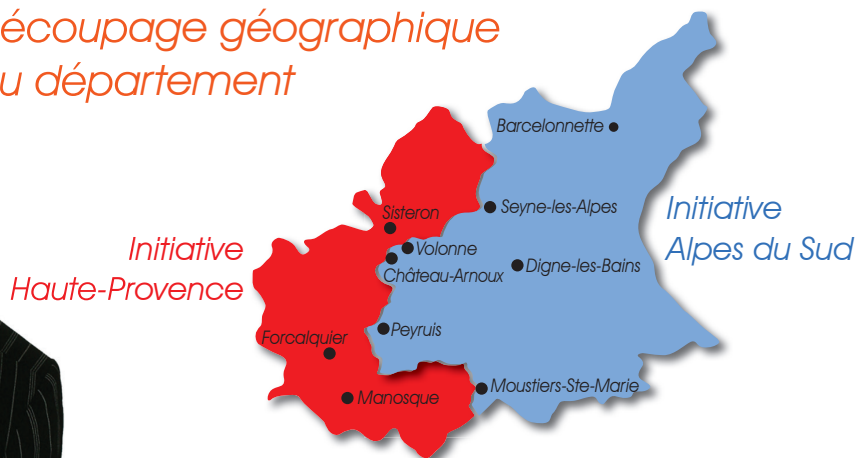 écoupage géographique
u département
Barcelonnette
Seyne-les-Alpes
Initiative
Alpes du Sud
Sisteron
Volonne
Initiative
Haute-Provence
Château-Arnoux
Digne-les-Bains
Peyruis
Forcalquier
Moustiers-Ste-Marie
Manosque